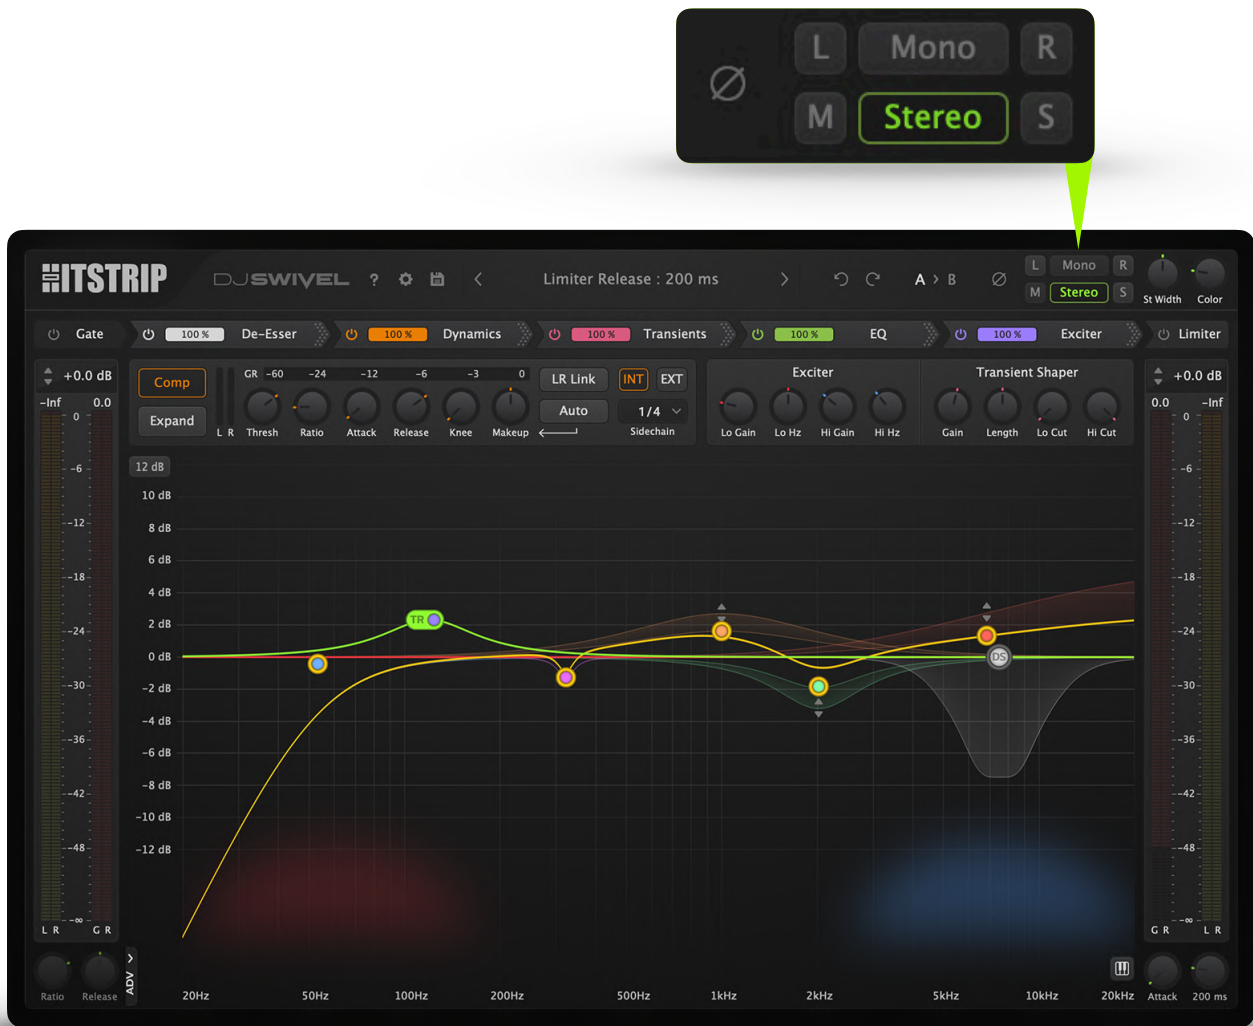 L Mono R
Ø
M Stereo S
HITSTRIP
DJ SWIVEL ?
Limiter Release : 200 ms
A > B
Ø
L Mono R
M Stereo S
St Width Color
Gate 100 % De-Esser 100 % Dynamics 100 % Transients 100 % EQ 100 % Exciter Limiter
+0.0 dB
-Inf 0.0
0
-6
-12
-18
-24
-30
-36
-42
-48
-∞
L R G R
Ratio Release
ADV >
Comp
Expand
L R
GR -60 -24 -12 -6 -3 0
Thresh Ratio Attack Release Knee Makeup
LR Link
Auto
INT EXT
1/4
Sidechain
Exciter
Lo Gain Lo Hz Hi Gain Hi Hz
Transient Shaper
Gain Length Lo Cut Hi Cut
12 dB
10 dB
8 dB
6 dB
4 dB
2 dB
0 dB
-2 dB
-4 dB
-6 dB
-8 dB
-10 dB
-12 dB
TR
DS
20Hz 50Hz 100Hz 200Hz 500Hz 1kHz 2kHz 5kHz 10kHz 20kHz
+0.0 dB
0.0 -Inf
0
-6
-12
-18
-24
-30
-36
-42
-48
-∞
G R L R
Attack 200 ms